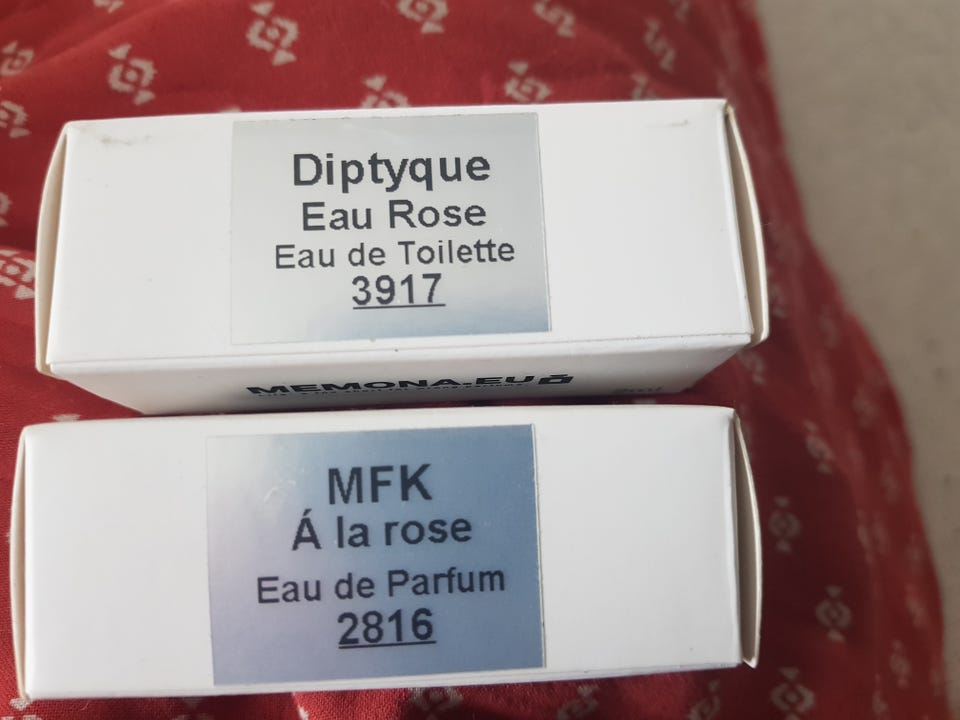 Diptyque
Eau Rose
Eau de Toilette
3917
MEMONA.EU
MFK
Á la rose
Eau de Parfum
2816